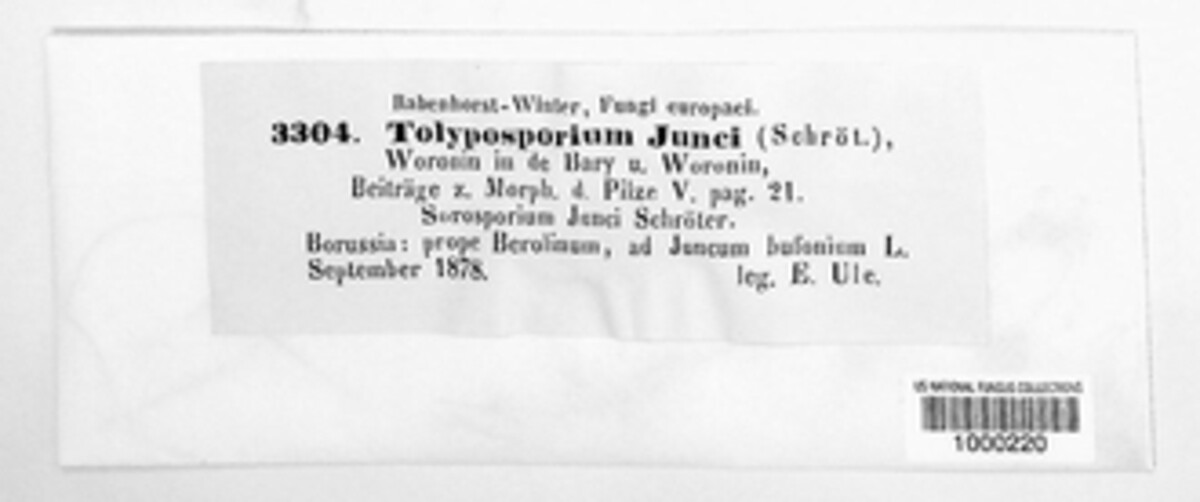 Rabenhorst-Winter, Fungi europaei.
3304. Tolyposporium Junci (Schröt.),
Woronin in de Bary u. Woronin,
Beiträge z. Morph. d. Pilze V. pag. 21.
Sorosporium Junci Schröter.
Borussia: prope Berolinum, ad Juncum bufonium L.
September 1878. leg. E. Ule.
US NATIONAL FUNGUS COLLECTIONS
1000220